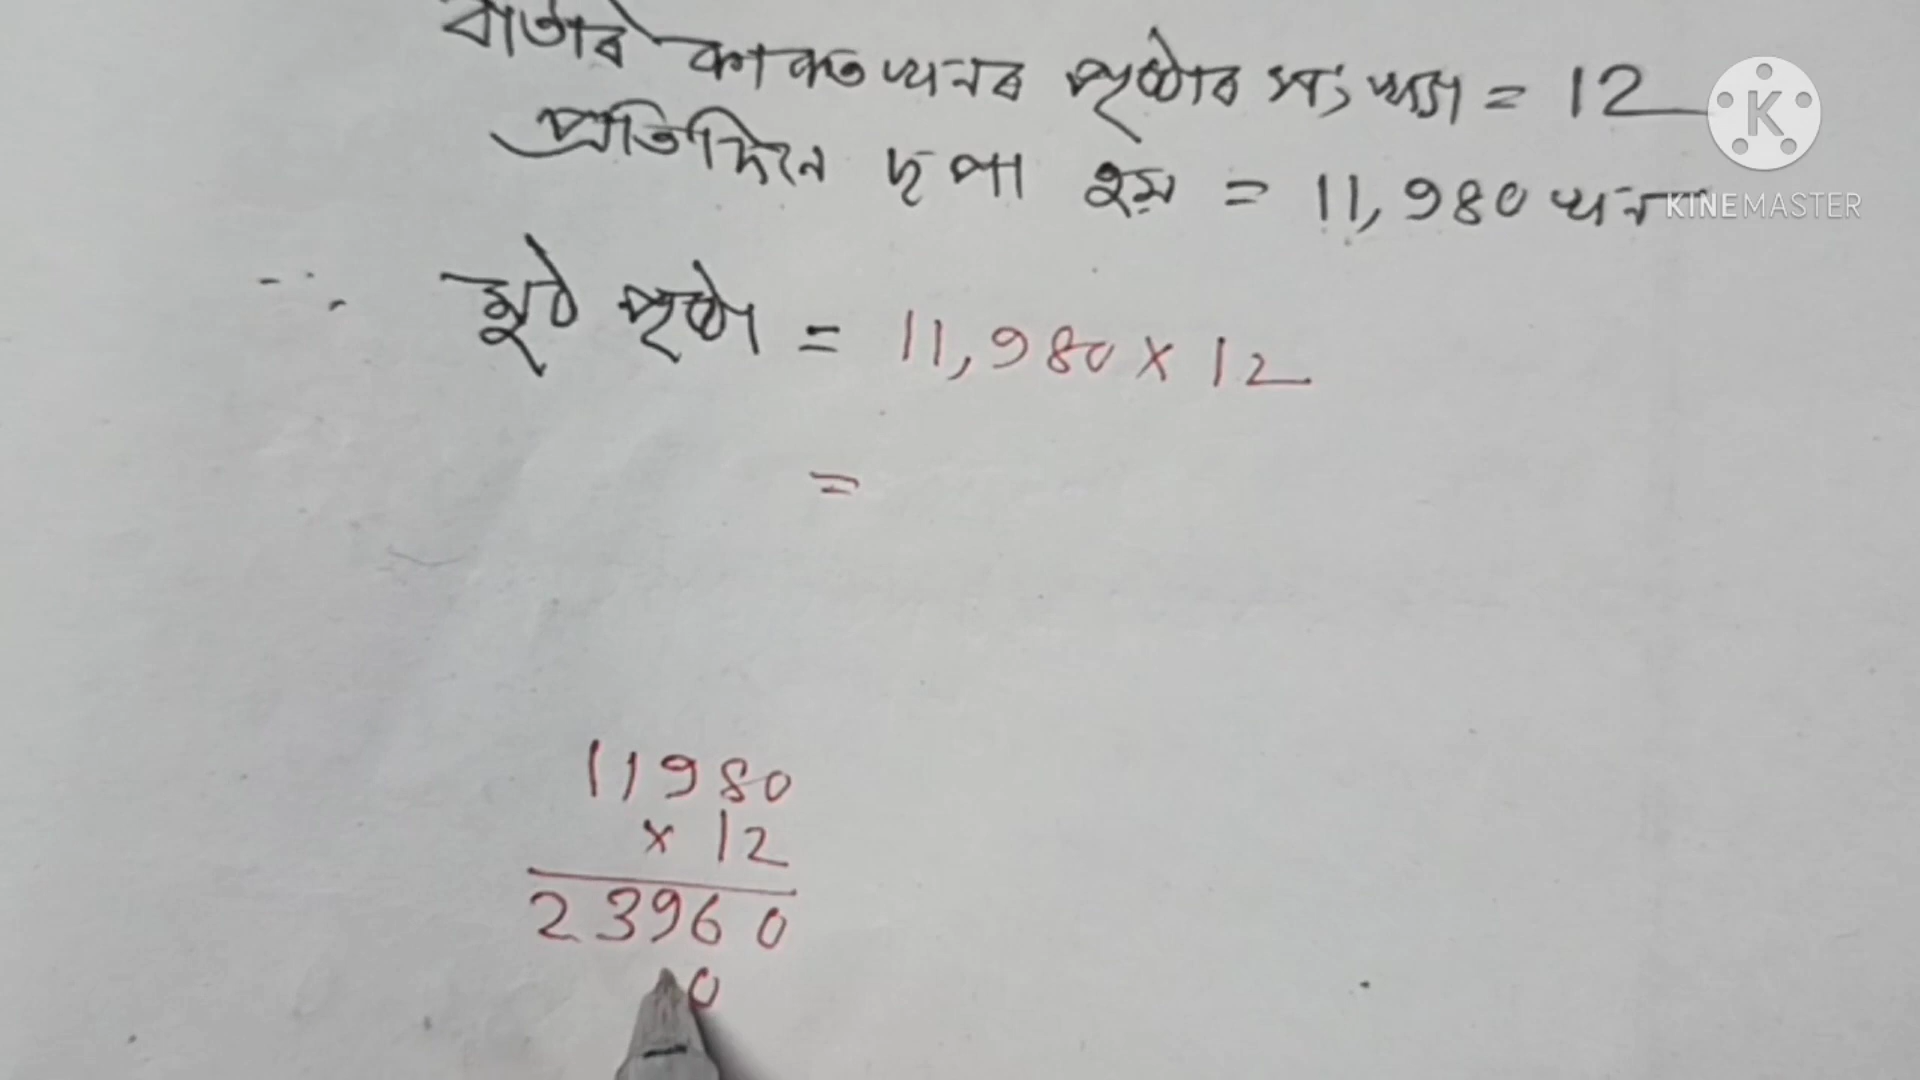 বাতৰি কাকতখনৰ পৃষ্ঠাৰ সংখ্যা = 12
প্ৰতিদিনে ছপা হয় = 11,980 খন
∴ মুঠ পৃষ্ঠা = 11,980 × 12
=
11980
× 12
23960
0
K
KINEMASTER